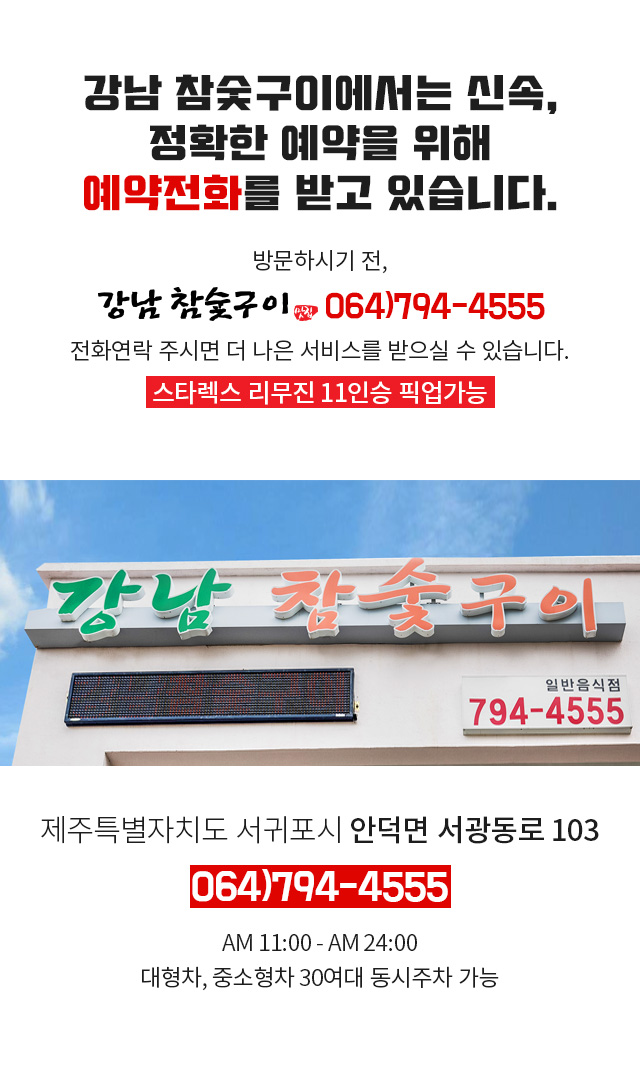 강남 참숯구이에서는 신속,
정확한 예약을 위해
예약전화를 받고 있습니다.
방문하시기 전,
강남 참숯구이 맛집 064)794-4555
전화연락 주시면 더 나은 서비스를 받으실 수 있습니다.
스타렉스 리무진 11인승 픽업가능
강남 참숯구이
일반음식점
794-4555
제주특별자치도 서귀포시 안덕면 서광동로 103
064)794-4555
AM 11:00 - AM 24:00
대형차, 중소형차 30여대 동시주차 가능